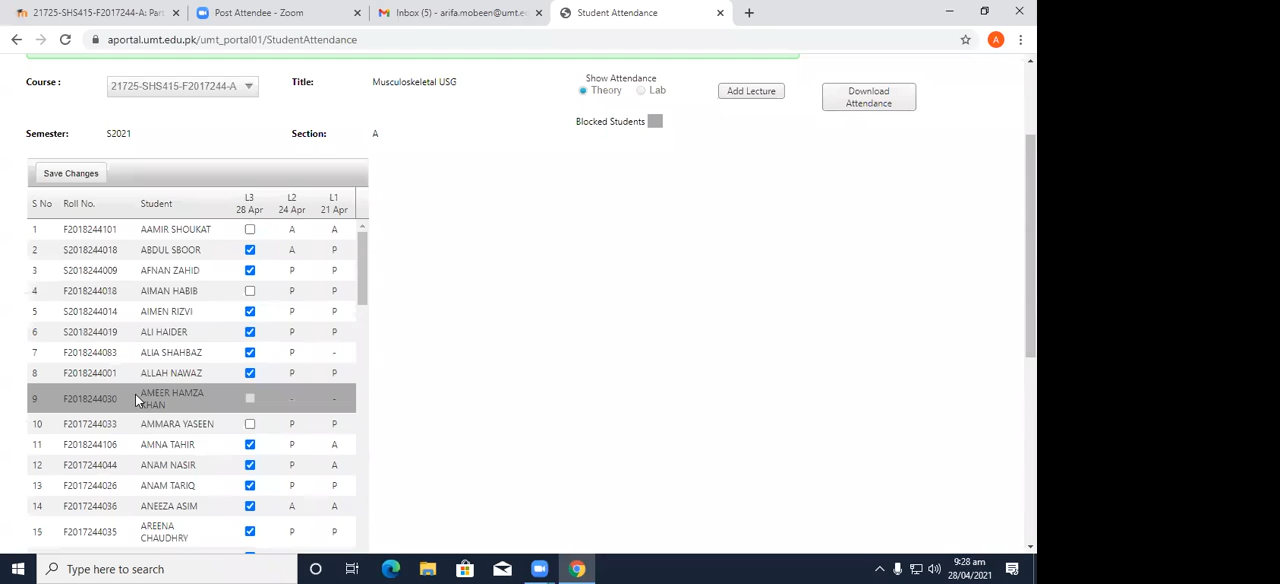 21725-SHS415-F2017244-A: Part
Post Attendee - Zoom
Inbox (5) - arifa.mobeen@umt.e
Student Attendance
aportal.umt.edu.pk/umt_portal01/StudentAttendance
A
Course :
21725-SHS415-F2017244-A
Title:
Musculoskeletal USG
Show Attendance
Theory
Lab
Add Lecture
Download
Attendance
Blocked Students
Semester:
S2021
Section:
A
Save Changes
S No Roll No. Student L3 28 Apr L2 24 Apr L1 21 Apr
1 F2018244101 AAMIR SHOUKAT A A
2 S2018244018 ABDUL SBOOR A P
3 S2018244009 AFNAN ZAHID P P
4 F2018244018 AIMAN HABIB P P
5 S2018244014 AIMEN RIZVI P P
6 S2018244019 ALI HAIDER P P
7 F2018244083 ALIA SHAHBAZ P -
8 F2018244001 ALLAH NAWAZ P P
9 F2018244030 AMEER HAMZA KHAN - -
10 F2017244033 AMMARA YASEEN P P
11 F2018244106 AMNA TAHIR P A
12 F2017244044 ANAM NASIR P A
13 F2017244026 ANAM TARIQ P P
14 F2017244036 ANEEZA ASIM A A
15 F2017244035 AREENA CHAUDHRY P P
Type here to search
9:28 am
28/04/2021